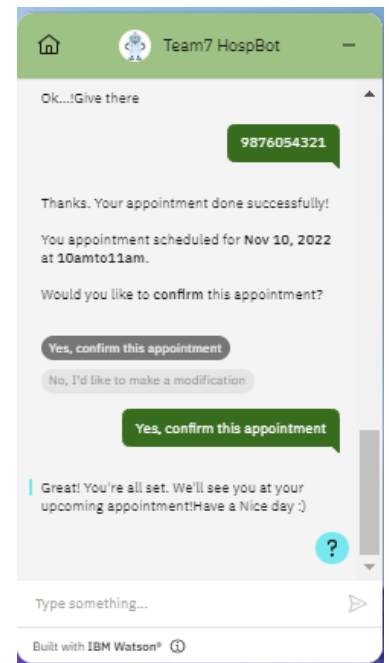 Team7 HospBot
Ok...!Give there
9876054321
Thanks. Your appointment done successfully!
You appointment scheduled for Nov 10, 2022
at 10amto11am.
Would you like to confirm this appointment?
Yes, confirm this appointment
No, I'd like to make a modification
Yes, confirm this appointment
Great! You're all set. We'll see you at your
upcoming appointment!Have a Nice day :)
?
Type something...
Built with IBM Watson®